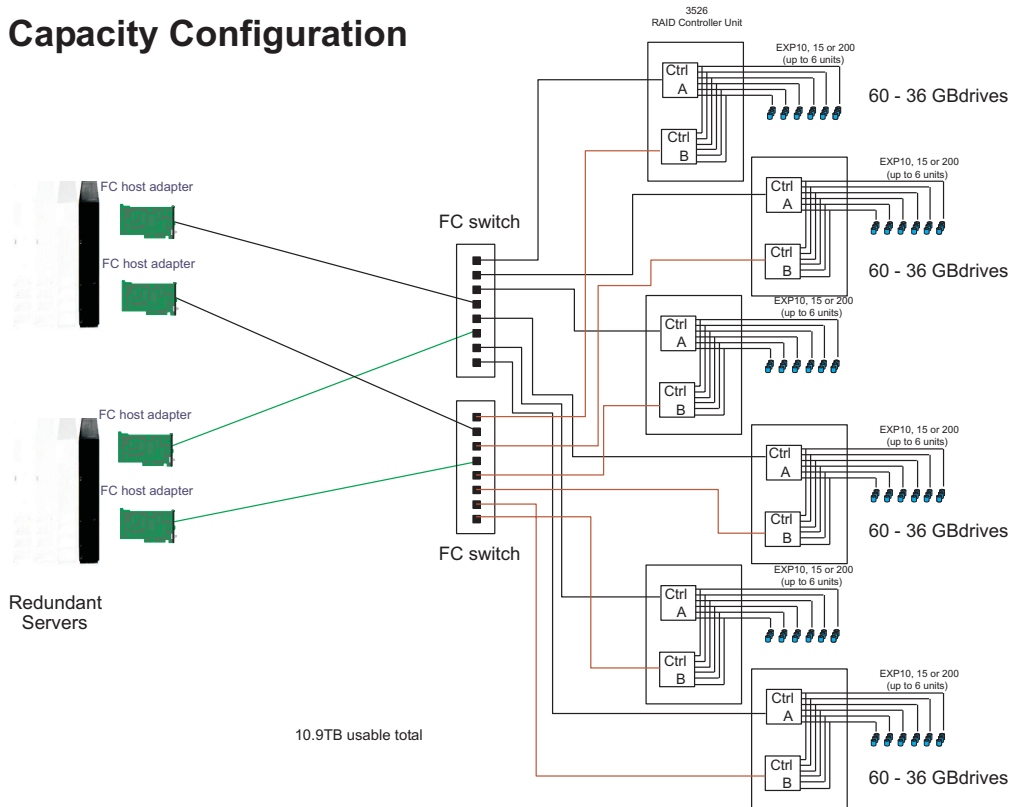 Capacity Configuration
3526
RAID Controller Unit
EXP10, 15 or 200
(up to 6 units)
Ctrl
A
Ctrl
B
60 - 36 GBdrives
EXP10, 15 or 200
(up to 6 units)
Ctrl
A
Ctrl
B
60 - 36 GBdrives
FC host adapter
FC host adapter
FC switch
EXP10, 15 or 200
(up to 6 units)
Ctrl
A
Ctrl
B
FC host adapter
FC host adapter
FC switch
EXP10, 15 or 200
(up to 6 units)
Ctrl
A
Ctrl
B
60 - 36 GBdrives
Redundant
Servers
EXP10, 15 or 200
(up to 6 units)
Ctrl
A
Ctrl
B
EXP10, 15 or 200
(up to 6 units)
Ctrl
A
Ctrl
B
60 - 36 GBdrives
10.9TB usable total